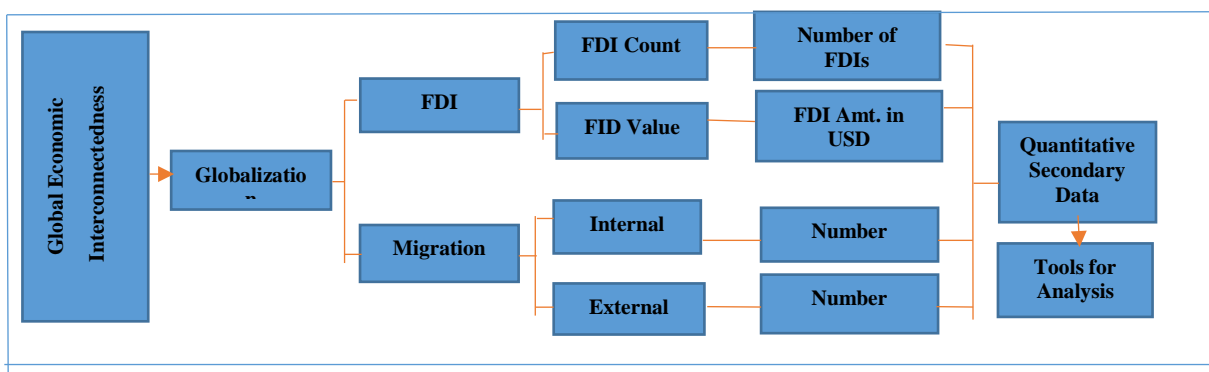 Global Economic
Interconnectedness
Globalizatio
n
FDI
Migration
FDI Count
FID Value
Internal
External
Number of
FDIs
FDI Amt. in
USD
Number
Number
Quantitative
Secondary
Data
Tools for
Analysis